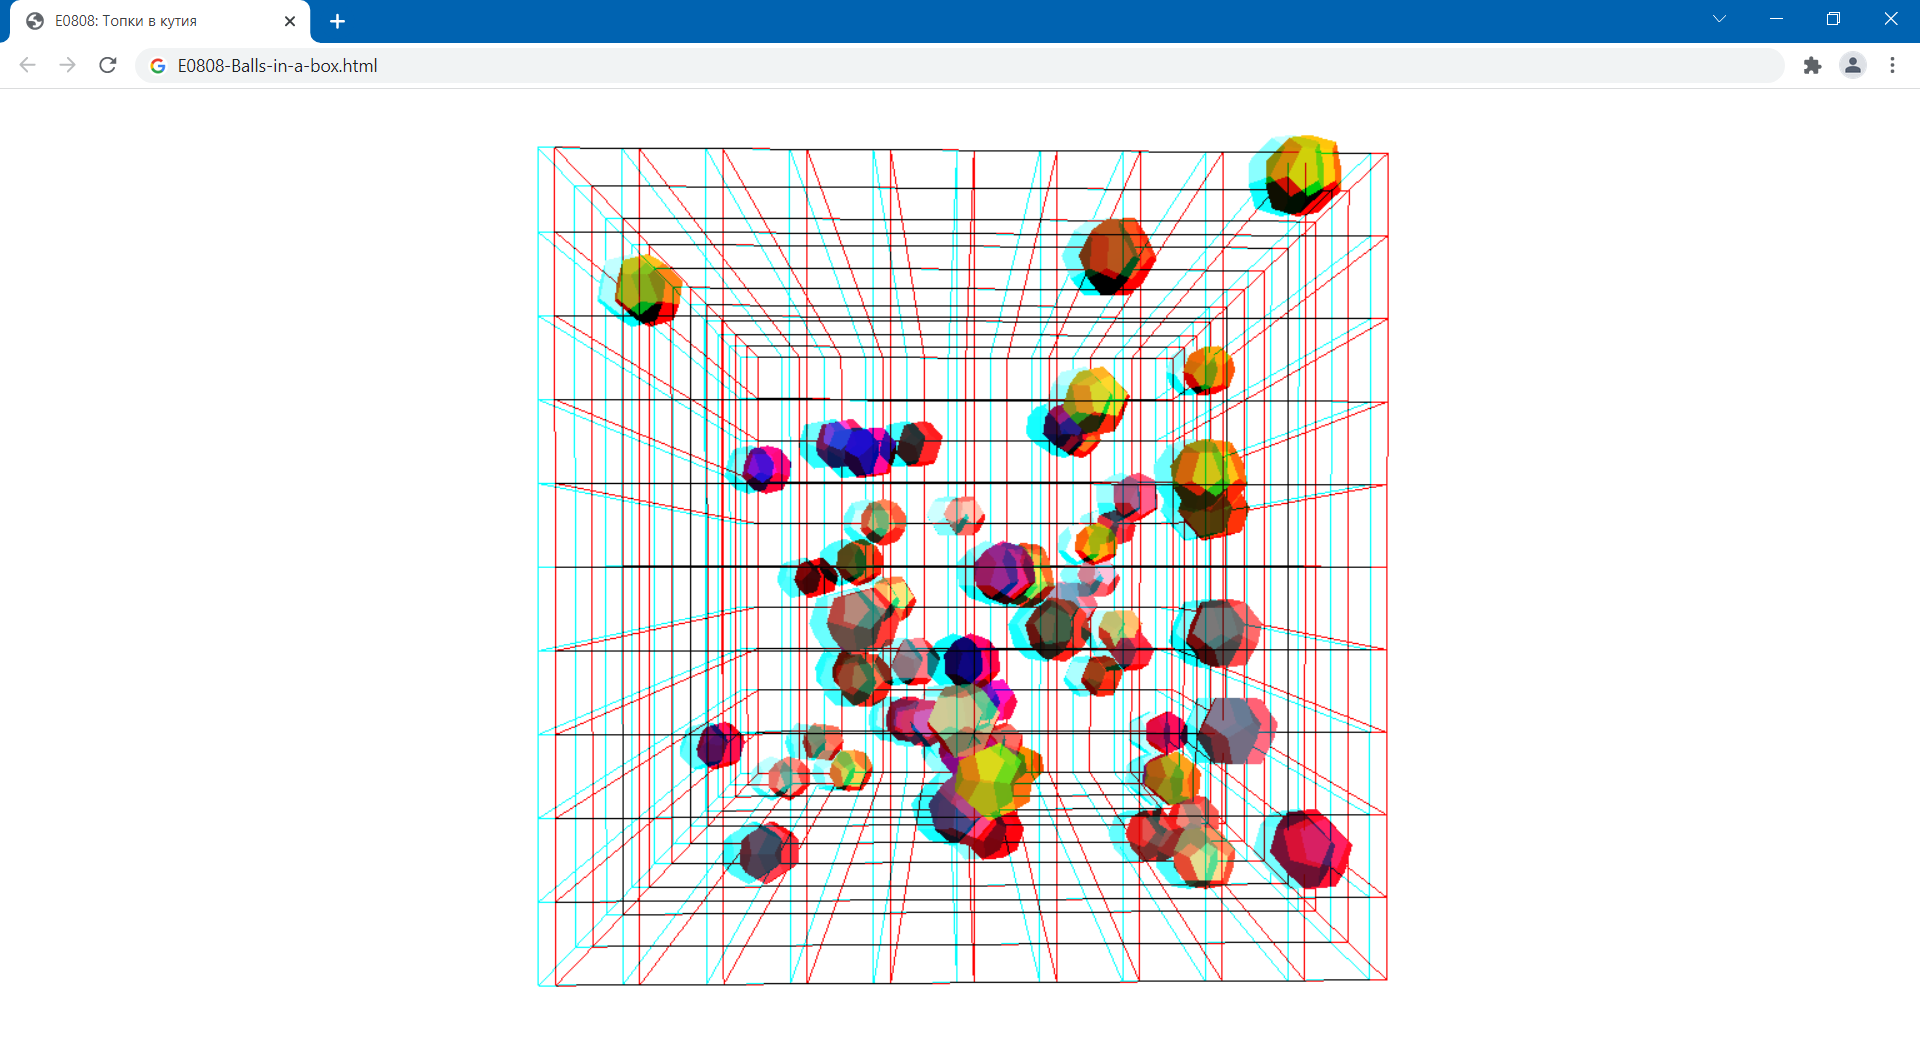 E0808: Топки в кутия
E0808-Balls-in-a-box.html